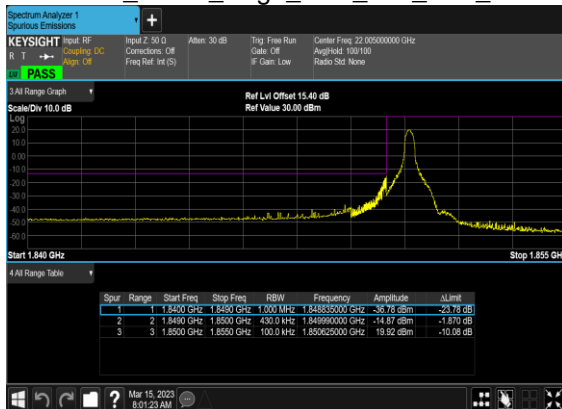 Spectrum Analyzer 1
Spurious Emissions
+
KEYSIGHT Input: RF
R T Coupling: DC
Align: Off
Input Z: 50 Ω
Corrections: Off
Freq Ref: Int (S)
Atten: 30 dB
Trig: Free Run
Gate: Off
IF Gain: Low
Center Freq: 22.005000000 GHz
Avg|Hold: 100/100
Radio Std: None
PASS
3 All Range Graph
Scale/Div 10.0 dB
Ref Lvl Offset 15.40 dB
Ref Value 30.00 dBm
Log
20.0
10.0
0.00
-10.0
-20.0
-30.0
-40.0
-50.0
-60.0
Start 1.840 GHz
Stop 1.855 GH
4 All Range Table
Spur Range Start Freq Stop Freq RBW Frequency Amplitude ΔLimit
1 1 1.8400 GHz 1.8490 GHz 1.000 MHz 1.848835000 GHz -36.78 dBm -23.78 dB
2 2 1.8490 GHz 1.8500 GHz 430.0 kHz 1.849990000 GHz -14.87 dBm -1.870 dB
3 3 1.8500 GHz 1.8550 GHz 100.0 kHz 1.850625000 GHz 19.92 dBm -10.08 dB
? Mar 15, 2023
8:01:23 AM